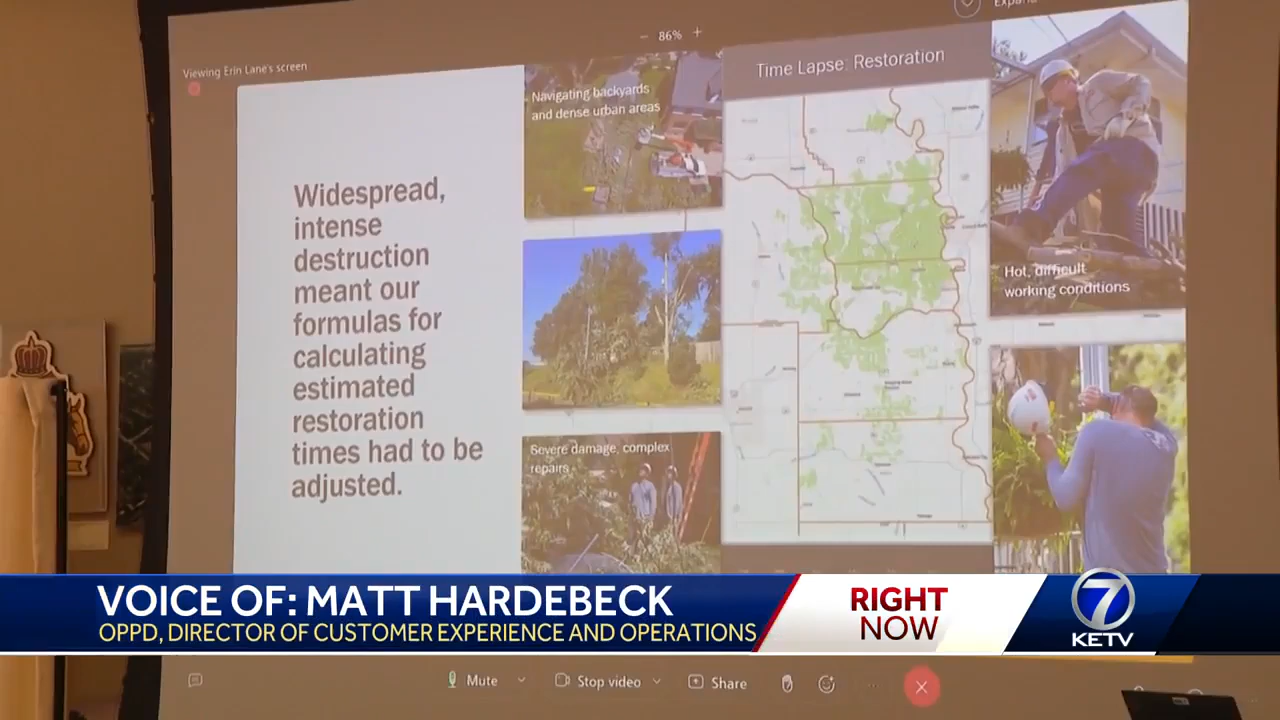 Expand
86%
Viewing Erin Lane's screen
Widespread,
intense
destruction
meant our
formulas for
calculating
estimated
restoration
times had to be
adjusted.
Navigating backyards
and dense urban areas
Severe damage, complex
repairs
Time Lapse: Restoration
Hot, difficult
working conditions
VOICE OF: MATT HARDEBECK
OPPD, DIRECTOR OF CUSTOMER EXPERIENCE AND OPERATIONS
RIGHT
NOW
7
KETV
Mute
Stop video
Share